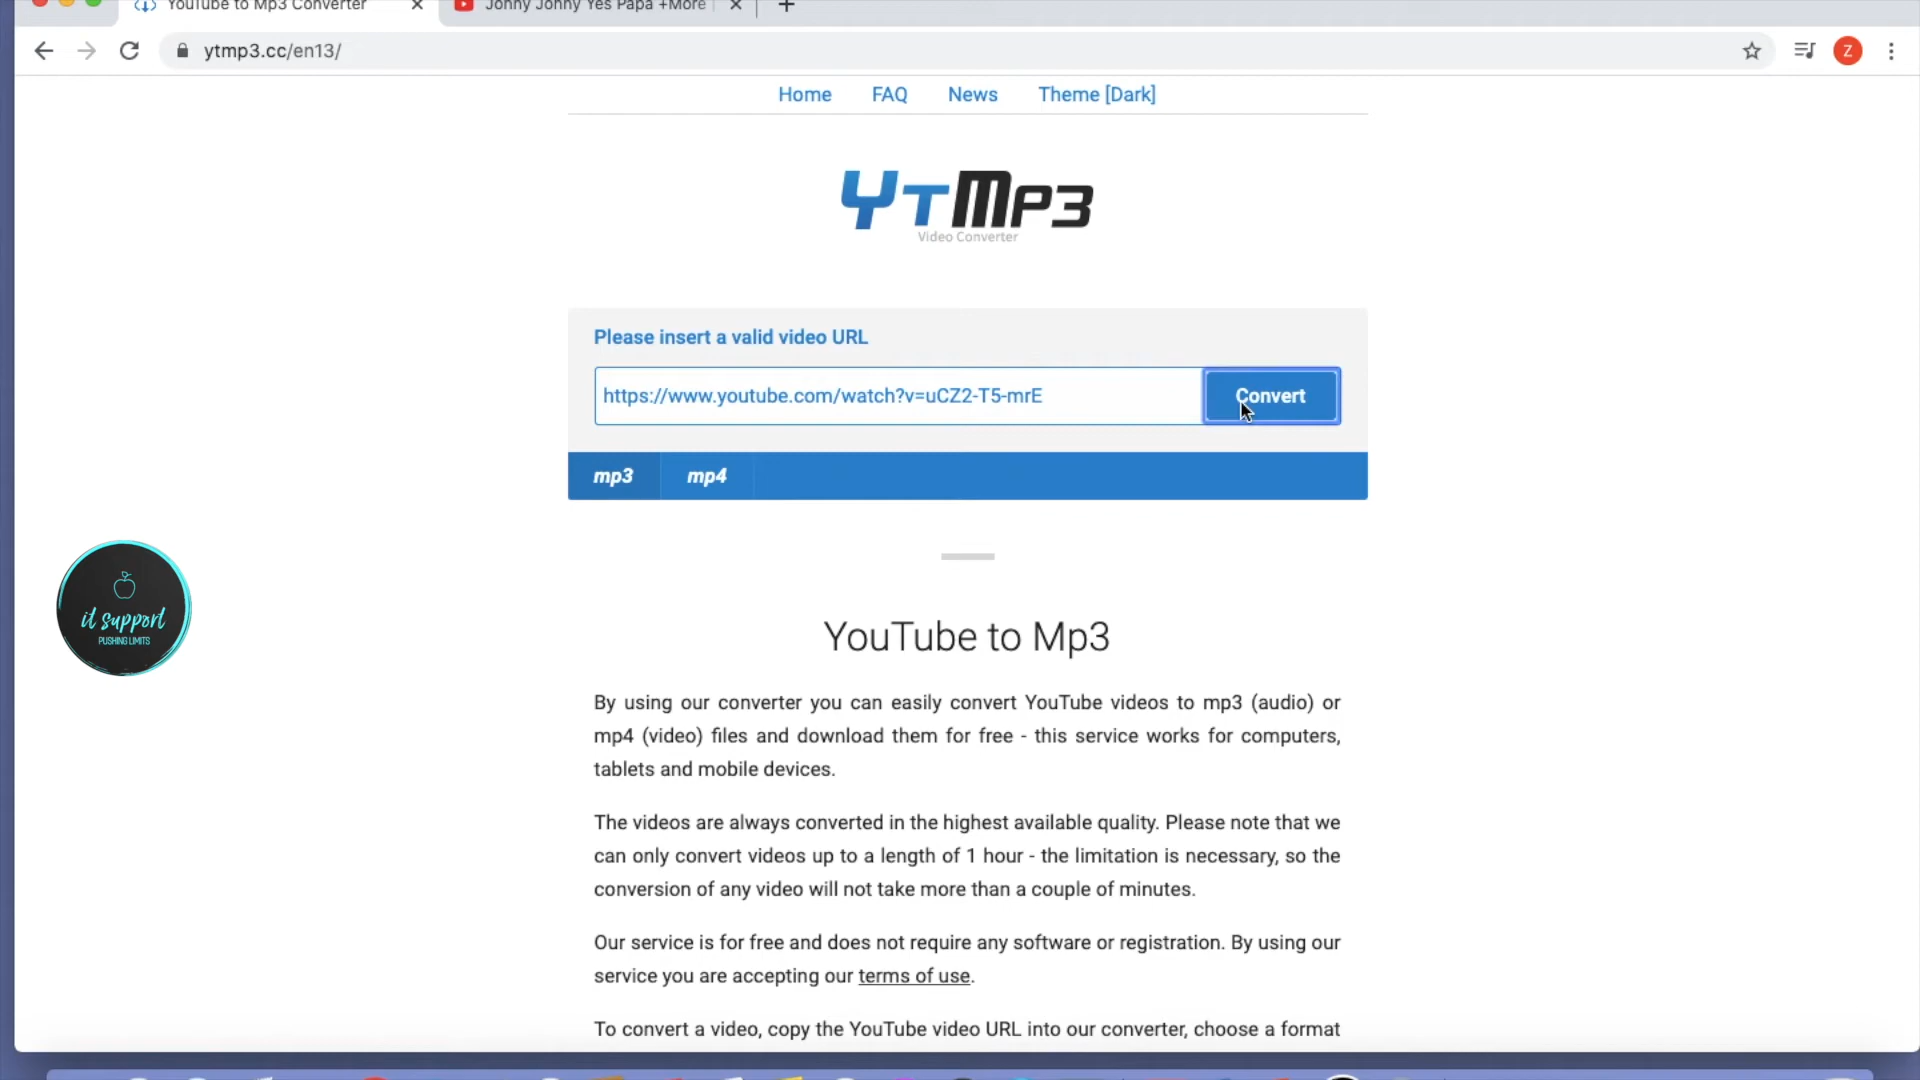 YouTube to Mp3 Converter
Jonny Jonny Yes Papa +More
ytmp3.cc/en13/
Z
Home FAQ News Theme [Dark]
YTMP3
Video Converter
Please insert a valid video URL
https://www.youtube.com/watch?v=uCZ2-T5-mrE
Convert
mp3 mp4
it support
PUSHING LIMITS
YouTube to Mp3
By using our converter you can easily convert YouTube videos to mp3 (audio) or
mp4 (video) files and download them for free - this service works for computers,
tablets and mobile devices.
The videos are always converted in the highest available quality. Please note that we
can only convert videos up to a length of 1 hour - the limitation is necessary, so the
conversion of any video will not take more than a couple of minutes.
Our service is for free and does not require any software or registration. By using our
service you are accepting our terms of use.
To convert a video, copy the YouTube video URL into our converter, choose a format